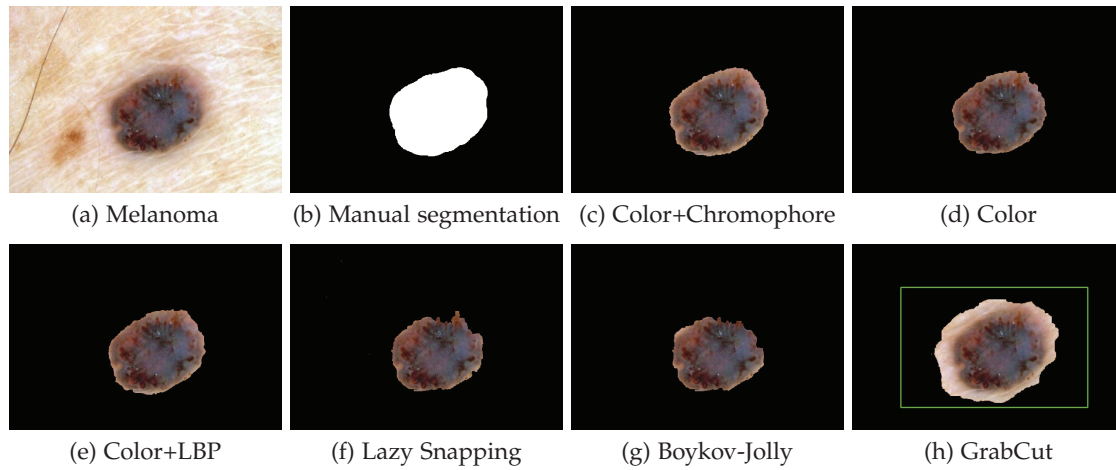 (a) Melanoma
(b) Manual segmentation
(c) Color+Chromophore
(d) Color
(e) Color+LBP
(f) Lazy Snapping
(g) Boykov-Jolly
(h) GrabCut